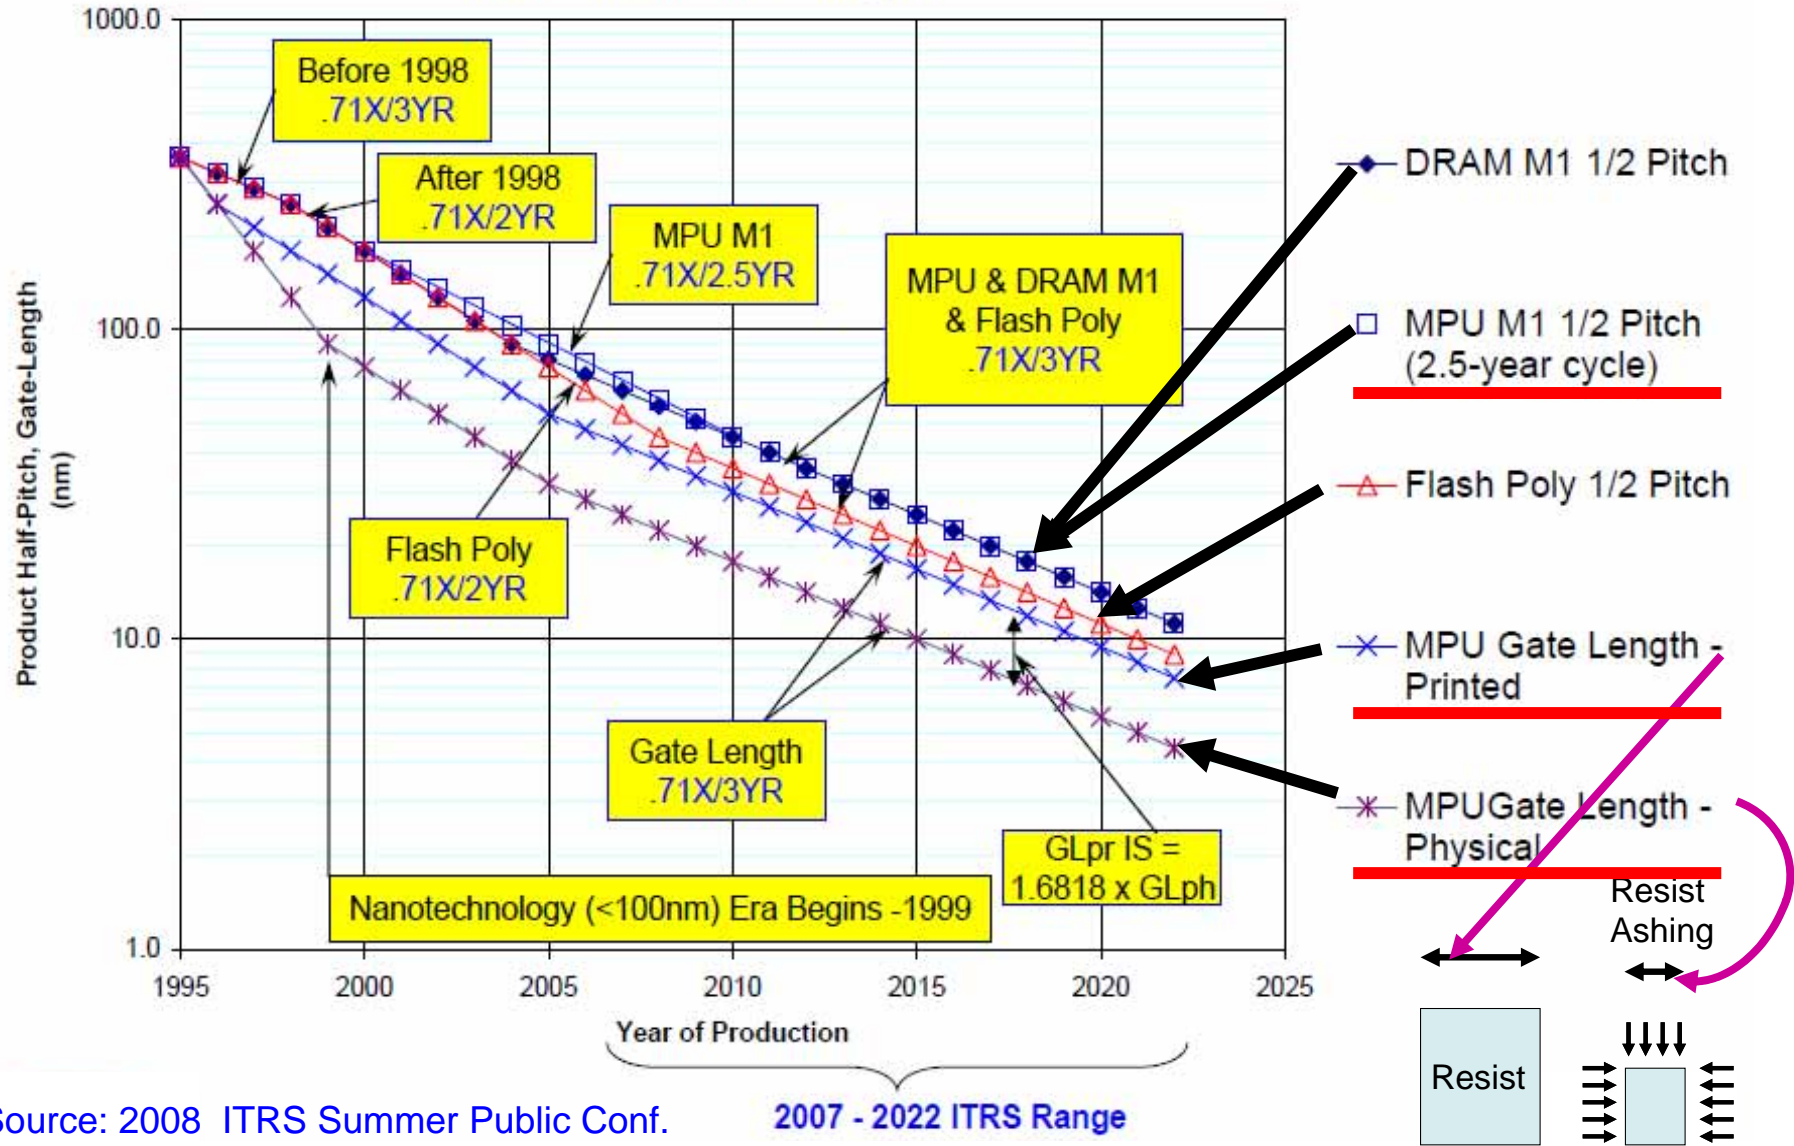 1000.0
100.0
10.0
1.0
Product Half-Pitch, Gate-Length
(nm)
Before 1998
.71X/3YR
After 1998
.71X/2YR
MPU M1
.71X/2.5YR
MPU & DRAM M1
& Flash Poly
.71X/3YR
Flash Poly
.71X/2YR
Gate Length
.71X/3YR
GLpr IS =
1.6818 x GLph
Nanotechnology (<100nm) Era Begins -1999
1995 2000 2005 2010 2015 2020 2025
Year of Production
2007 - 2022 ITRS Range
DRAM M1 1/2 Pitch
MPU M1 1/2 Pitch
(2.5-year cycle)
Flash Poly 1/2 Pitch
MPU Gate Length -
Printed
MPUGate Length -
Physical
Resist
Ashing
Resist
Source: 2008 ITRS Summer Public Conf.